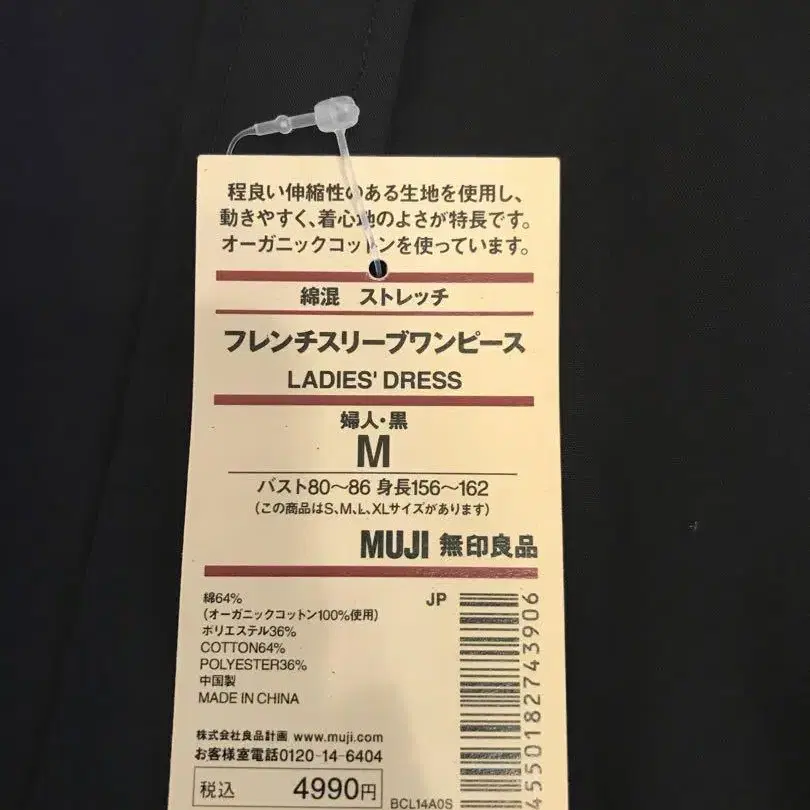 程良い伸縮性のある生地を使用し、
動きやすく、着心地のよさが特長です。
オーガニックコットンを使っています。
綿混　ストレッチ
フレンチスリーブワンピース
LADIES' DRESS
婦人・黒
M
バスト80〜86 身長156〜162
(この商品はS、M、L、XLサイズがあります)
MUJI 無印良品
綿64%
(オーガニックコットン100%使用)
ポリエステル36%
COTTON64%
POLYESTER36%
中国製
MADE IN CHINA
JP
4550182743906
株式会社良品計画 www.muji.com
お客様室電話0120-14-6404
税込 4990円
BCL14A0S